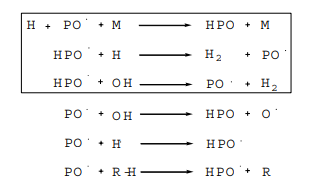 H + PO˙ + M ⟶ HPO + M
HPO˙ + H ⟶ H₂ + PO˙
HPO˙ + OH ⟶ PO˙ + H₂
PO˙ + OH ⟶ HPO + O˙
PO˙ + H ⟶ HPO˙
PO˙ + R-H ⟶ HPO˙ + R